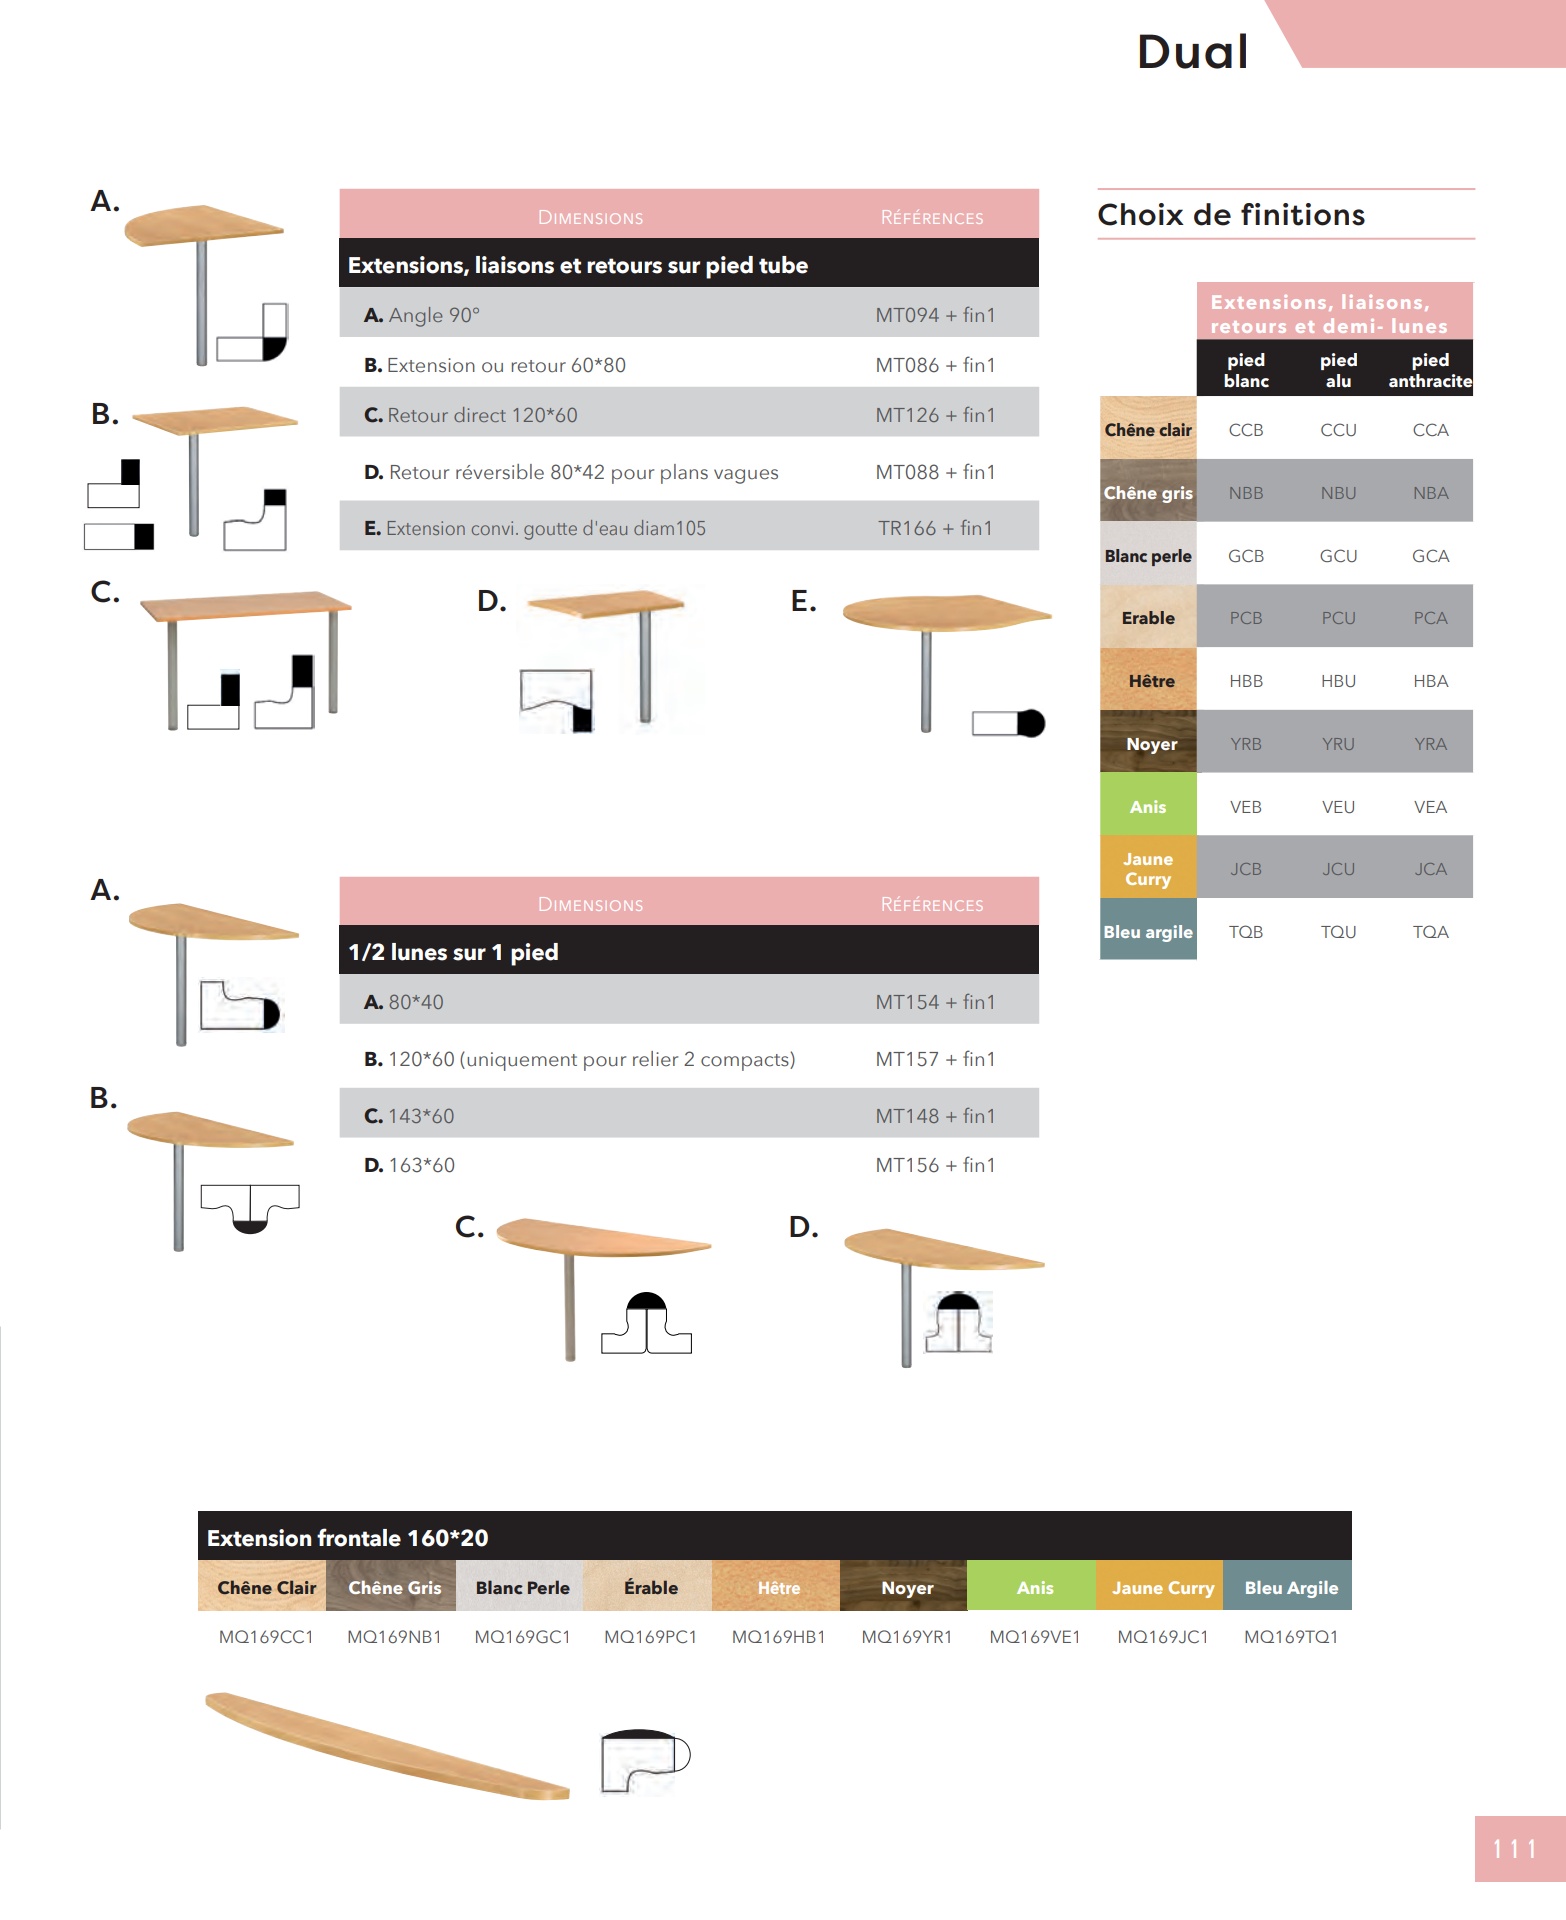 Dual
A.
DIMENSIONS RÉFÉRENCES
Extensions, liaisons et retours sur pied tube
A. Angle 90° MT094 + fin1
B. Extension ou retour 60*80 MT086 + fin1
C. Retour direct 120*60 MT126 + fin1
D. Retour réversible 80*42 pour plans vagues MT088 + fin1
E. Extension convi. goutte d'eau diam105 TR166 + fin1
B.
C.
D.
E.
Choix de finitions
Extensions, liaisons,
retours et demi- lunes
pied pied pied
blanc alu anthracite
Chêne clair CCB CCU CCA
Chêne gris NBB NBU NBA
Blanc perle GCB GCU GCA
Erable PCB PCU PCA
Hêtre HBB HBU HBA
Noyer YRB YRU YRA
Anis VEB VEU VEA
Jaune
Curry JCB JCU JCA
Bleu argile TQB TQU TQA
A.
DIMENSIONS RÉFÉRENCES
1/2 lunes sur 1 pied
A. 80*40 MT154 + fin1
B. 120*60 (uniquement pour relier 2 compacts) MT157 + fin1
C. 143*60 MT148 + fin1
D. 163*60 MT156 + fin1
B.
C.
D.
Extension frontale 160*20
Chêne Clair Chêne Gris Blanc Perle Érable Hêtre Noyer Anis Jaune Curry Bleu Argile
MQ169CC1 MQ169NB1 MQ169GC1 MQ169PC1 MQ169HB1 MQ169YR1 MQ169VE1 MQ169JC1 MQ169TQ1
111